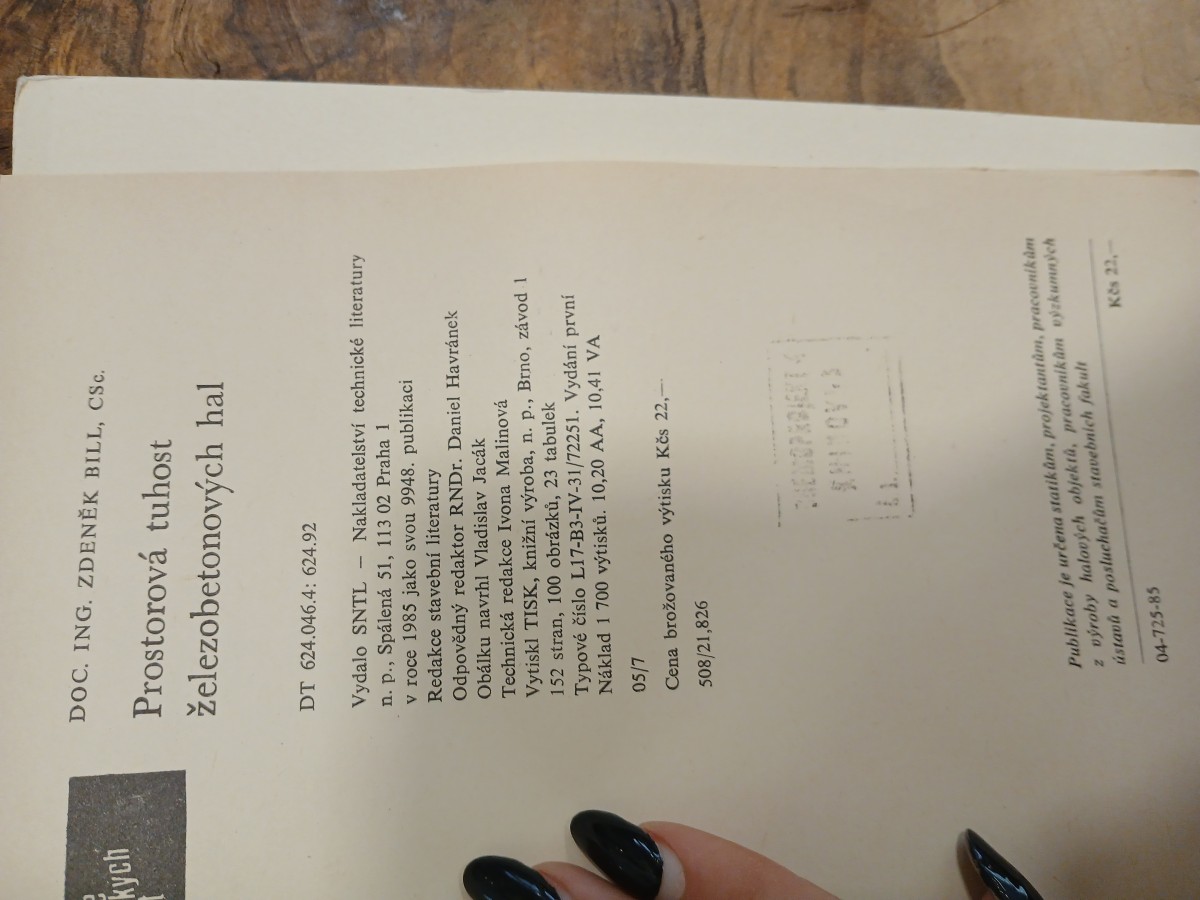 DOC. ING. ZDENĚK BILL, CSc.
Prostorová tuhost
železobetonových hal
DT 624.046.4: 624.92
Vydalo SNTL — Nakladatelství technické literatury
n. p., Spálená 51, 113 02 Praha 1
v roce 1985 jako svou 9948. publikaci
Redakce stavební literatury
Odpovědný redaktor RNDr. Daniel Havránek
Obálku navrhl Vladislav Jacák
Technická redakce Ivona Malinová
Vytiskl TISK, knižní výroba, n. p., Brno, závod 1
152 stran, 100 obrázků, 23 tabulek
Typové číslo L17-B3-IV-31/72251. Vydání první
Náklad 1 700 výtisků. 10,20 AA, 10,41 VA
05/7
Cena brožovaného výtisku Kčs 22,—
508/21,826
Publikace je určena statikům, projektantům, pracovníkům
z výroby halových objektů, pracovníkům výzkumných
ústavů a posluchačům stavebních fakult
04-725-85 Kčs 22,—